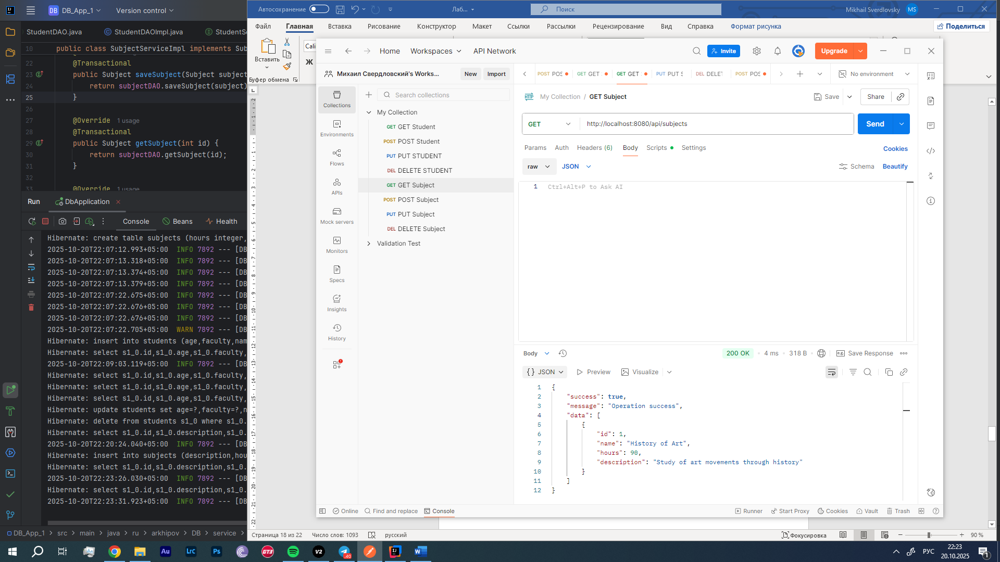 DB DB_App_1 Version control
StudentDAO.java StudentDAOImpl.java
10 public class SubjectServiceImpl implements
22 @Transactional
23 public Subject saveSubject(Subject subject
24 return subjectDAO.saveSubject(subject)
25 }
26
27 @Override 1 usage
28 @Transactional
29 public Subject getSubject(int id) {
30 return subjectDAO.getSubject(id);
31 }
32
33 @Override 1 usage
Run DbApplication
Console Beans Health
Hibernate: create table subjects (hours integer,
2025-10-20T22:07:12.993+05:00 INFO 7892 --- [DB
2025-10-20T22:07:13.318+05:00 INFO 7892 --- [DB
2025-10-20T22:07:13.374+05:00 INFO 7892 --- [DB
2025-10-20T22:07:13.379+05:00 INFO 7892 --- [DB
2025-10-20T22:07:22.675+05:00 INFO 7892 --- [DB
2025-10-20T22:07:22.676+05:00 INFO 7892 --- [DB
2025-10-20T22:07:22.676+05:00 INFO 7892 --- [DB
2025-10-20T22:07:22.705+05:00 WARN 7892 --- [DB
Hibernate: insert into students (age,faculty,nam
Hibernate: select s1_0.id,s1_0.age,s1_0.faculty,
2025-10-20T22:09:03.119+05:00 INFO 7892 --- [DB
Hibernate: select s1_0.id,s1_0.age,s1_0.faculty,
Hibernate: select s1_0.id,s1_0.age,s1_0.faculty,
Hibernate: select s1_0.id,s1_0.age,s1_0.faculty,
Hibernate: update students set age=?,faculty=?,n
Hibernate: delete from students s1_0 where s1_0.
Hibernate: select s1_0.id,s1_0.description,s1_0.
2025-10-20T22:20:24.040+05:00 INFO 7892 --- [DB
Hibernate: insert into subjects (description,hou
Hibernate: select s1_0.id,s1_0.description,s1_0.
2025-10-20T22:23:26.030+05:00 INFO 7892 --- [DB
Hibernate: select s1_0.id,s1_0.description,s1_0.
2025-10-20T22:23:31.923+05:00 INFO 7892 --- [DB
DB_App_1 > src > main > java > ru > arkhipov > DB > service >
Автосохранение Лаб... Поиск Mikhail Sverdlovsky MS
Файл Главная Вставка Рисование Конструктор Макет Ссылки Рассылки Рецензирование Вид Справка Формат рисунка Поделиться
Вставить
Буфер обмена
Ж
Home Workspaces API Network Invite Upgrade
Михаил Свердловский's Works... New Import
Collections
Environments
Flows
APIs
Mock servers
Monitors
Specs
Insights
History
Search collections
My Collection
GET GET Student
POST POST Student
PUT PUT STUDENT
DEL DELETE STUDENT
GET GET Subject
POST POST Subject
PUT PUT Subject
DEL DELETE Subject
Validation Test
POST POS GET GET GET GET PUT PUT S DEL DELET POST POS No environment
HTTP My Collection / GET Subject Save Share
GET http://localhost:8080/api/subjects Send
Params Auth Headers (6) Body Scripts Settings Cookies
raw JSON Schema Beautify
1 Ctrl+Alt+P to Ask AI
Body 200 OK 4 ms 318 B e.g. Save Response
{} JSON Preview Visualize
1 {
2 "success": true,
3 "message": "Operation success",
4 "data": [
5 {
6 "id": 1,
7 "name": "History of Art",
8 "hours": 90,
9 "description": "Study of art movements through history"
10 }
11 ]
12 }
Online Find and replace Console Runner Start Proxy Cookies Vault Trash
Страница 18 из 22 Число слов: 1093 русский Фокусировка 90 %
Au Lrc Ps GT3 V2 .40 IJ W РУС 22:23
20.10.2025 1